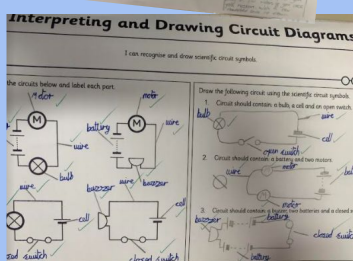 Interpreting and Drawing Circuit Diagrams
I can recognise and draw scientific circuit symbols.
the circuits below and label each part.
Motor
M
wire
bulb
motor
battery
M
wire
buzzer
wire
cell
buzzer
cell
closed switch
Draw the following circuit using the scientific circuit symbols.
1. Circuit should contain: a bulb, a cell and an open switch.
bulb
wire
cell
open switch
2. Circuit should contain: a battery and two motors
motor
wire
M
motor
3. Circuit should contain: a buzzer, two batteries and a closed
buzzer
battery
closed
battery